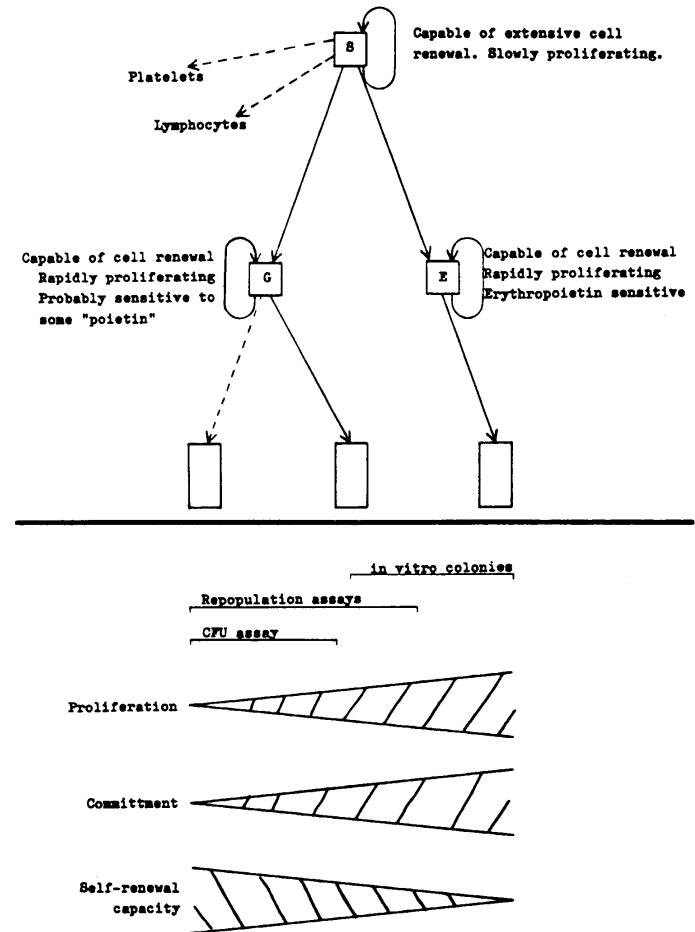 S
Capable of extensive cell
renewal. Slowly proliferating.
Platelets
Lymphocytes
Capable of cell renewal
Rapidly proliferating
Probably sensitive to
some "poietin"
G
E
Capable of cell renewal
Rapidly proliferating
Erythropoietin sensitive
in vitro colonies
Repopulation assays
CFU assay
Proliferation
Committment
Self-renewal
capacity